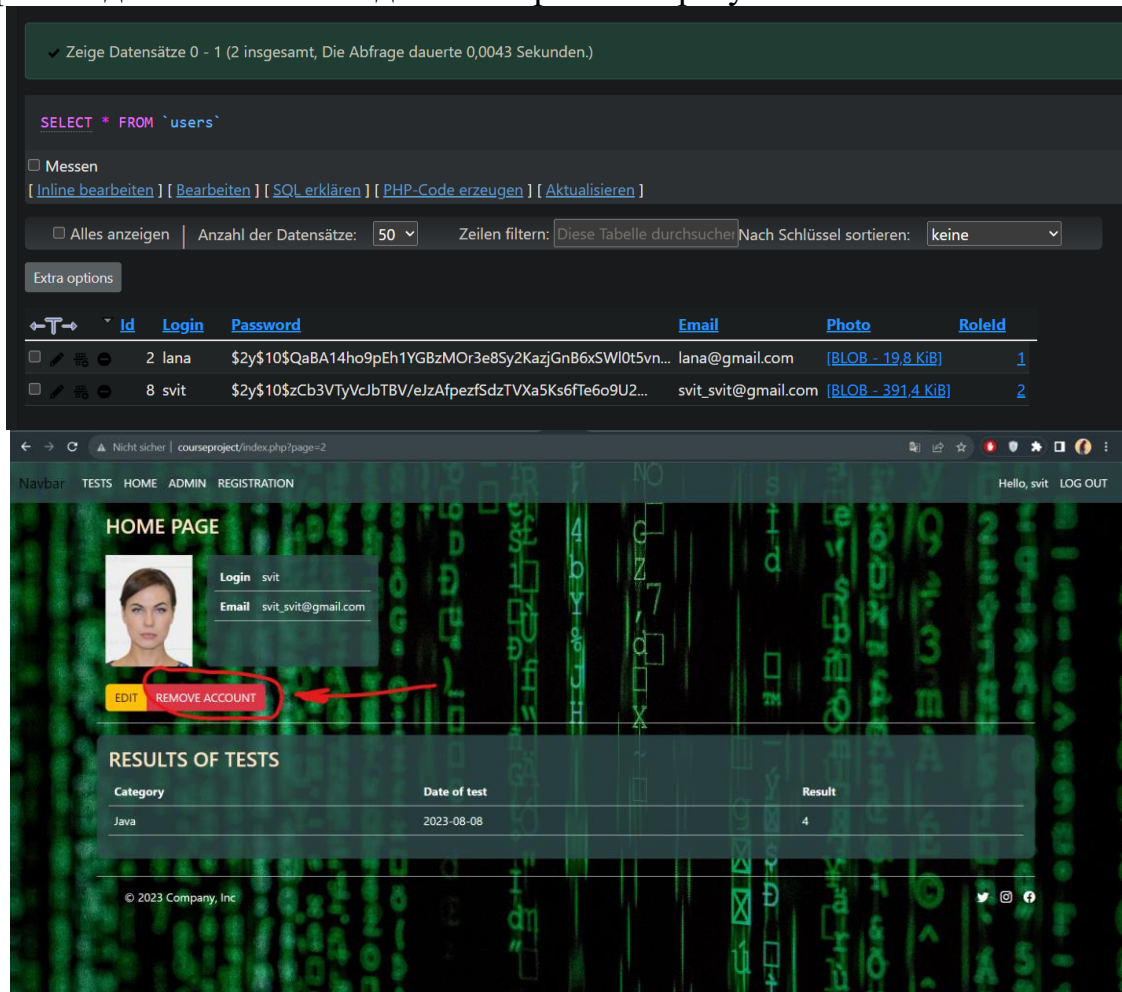 ✔ Zeige Datensätze 0 - 1 (2 insgesamt, Die Abfrage dauerte 0,0043 Sekunden.)
SELECT * FROM `users`
Messen
[ Inline bearbeiten ] [ Bearbeiten ] [ SQL erklären ] [ PHP-Code erzeugen ] [ Aktualisieren ]
Alles anzeigen | Anzahl der Datensätze: 50 Zeilen filtern: Diese Tabelle durchsuchen Nach Schlüssel sortieren: keine
Extra options
Id Login Password Email Photo RoleId
2 lana $2y$10$QaBA14ho9pEh1YGBzMOr3e8Sy2KazjGnB6xSWl0t5vn... lana@gmail.com [BLOB - 19,8 KiB] 1
8 svit $2y$10$zCb3VTyVcJbTBV/eJzAfpezfSdzTVXa5Ks6fTe6o9U2... svit_svit@gmail.com [BLOB - 391,4 KiB] 2
Nicht sicher | courseproject/index.php?page=2
Navbar TESTS HOME ADMIN REGISTRATION Hello, svit LOG OUT
HOME PAGE
Login svit
Email svit_svit@gmail.com
EDIT REMOVE ACCOUNT
RESULTS OF TESTS
Category Date of test Result
Java 2023-08-08 4
© 2023 Company, Inc